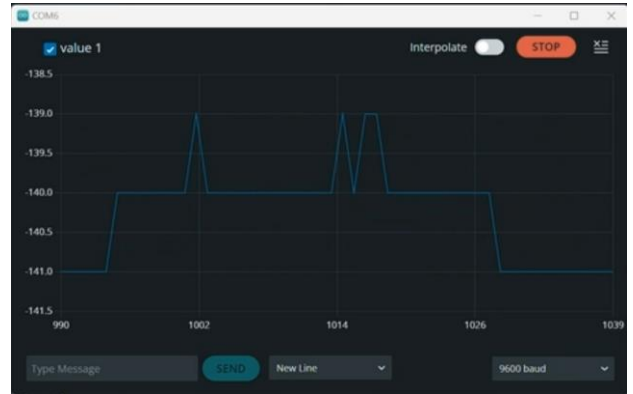 COM6
value 1
Interpolate
STOP
-138.5
-139.0
-139.5
-140.0
-140.5
-141.0
-141.5
990 1002 1014 1026 1039
Type Message SEND New Line 9600 baud